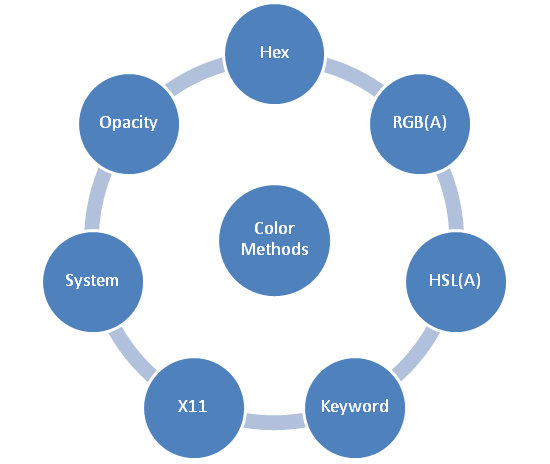 Hex
RGB(A)
HSL(A)
Keyword
X11
System
Opacity
Color
Methods